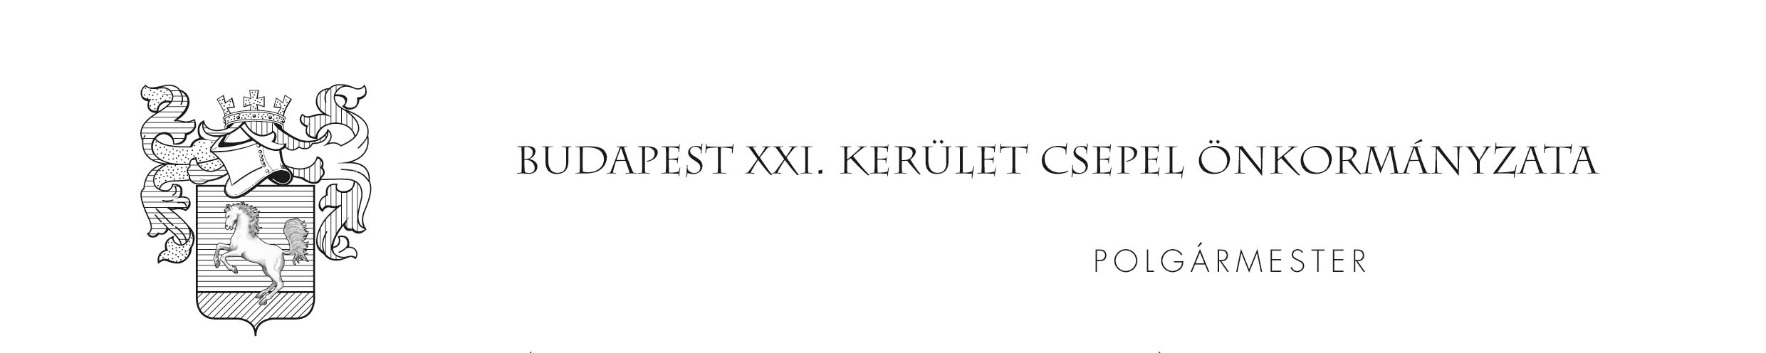 BUDAPEST XXI. KERÜLET CSEPEL ÖNKORMÁNYZATA
POLGÁRMESTER